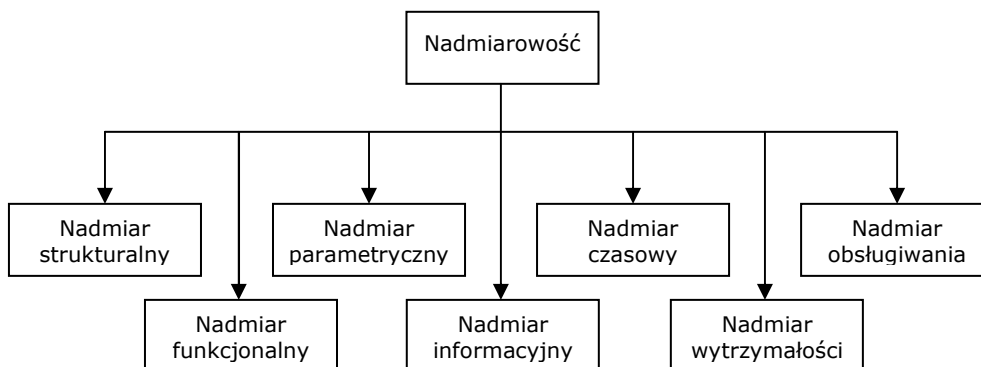 Nadmiarowość
Nadmiar
strukturalny
Nadmiar
parametryczny
Nadmiar
czasowy
Nadmiar
obsługiwania
Nadmiar
funkcjonalny
Nadmiar
informacyjny
Nadmiar
wytrzymałości